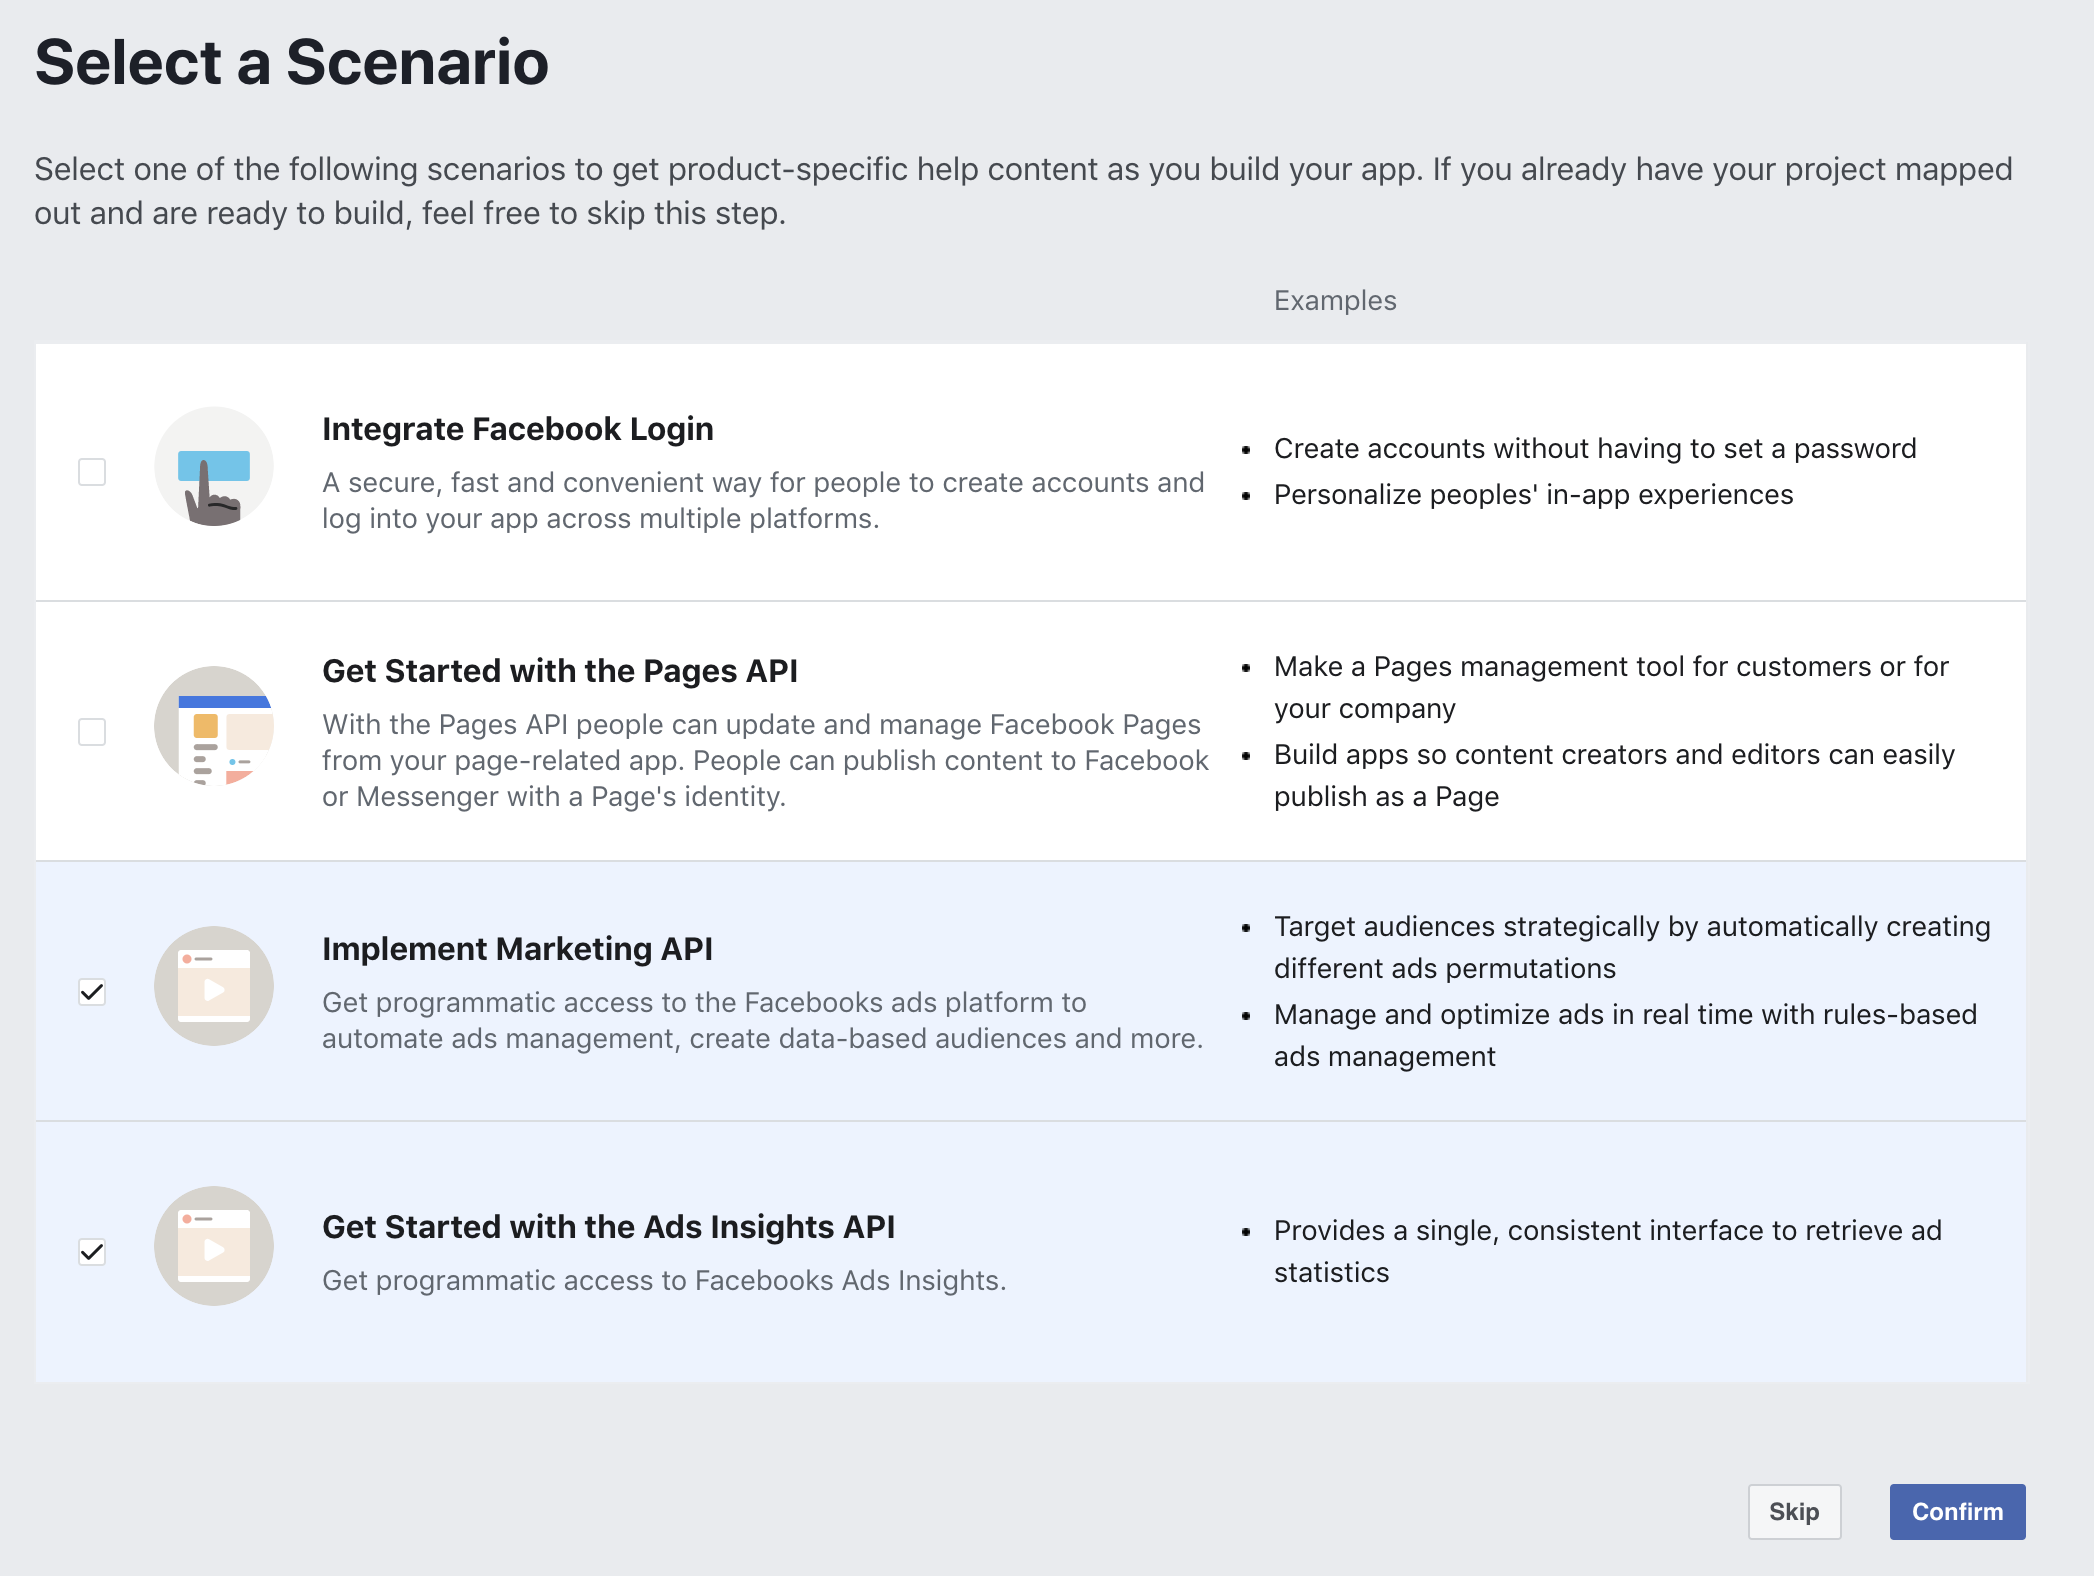 Select a Scenario
Select one of the following scenarios to get product-specific help content as you build your app. If you already have your project mapped
out and are ready to build, feel free to skip this step.
Examples
Integrate Facebook Login
A secure, fast and convenient way for people to create accounts and
log into your app across multiple platforms.
• Create accounts without having to set a password
• Personalize peoples' in-app experiences
Get Started with the Pages API
With the Pages API people can update and manage Facebook Pages
from your page-related app. People can publish content to Facebook
or Messenger with a Page's identity.
• Make a Pages management tool for customers or for
your company
• Build apps so content creators and editors can easily
publish as a Page
Implement Marketing API
Get programmatic access to the Facebooks ads platform to
automate ads management, create data-based audiences and more.
• Target audiences strategically by automatically creating
different ads permutations
• Manage and optimize ads in real time with rules-based
ads management
Get Started with the Ads Insights API
Get programmatic access to Facebooks Ads Insights.
• Provides a single, consistent interface to retrieve ad
statistics
Skip
Confirm